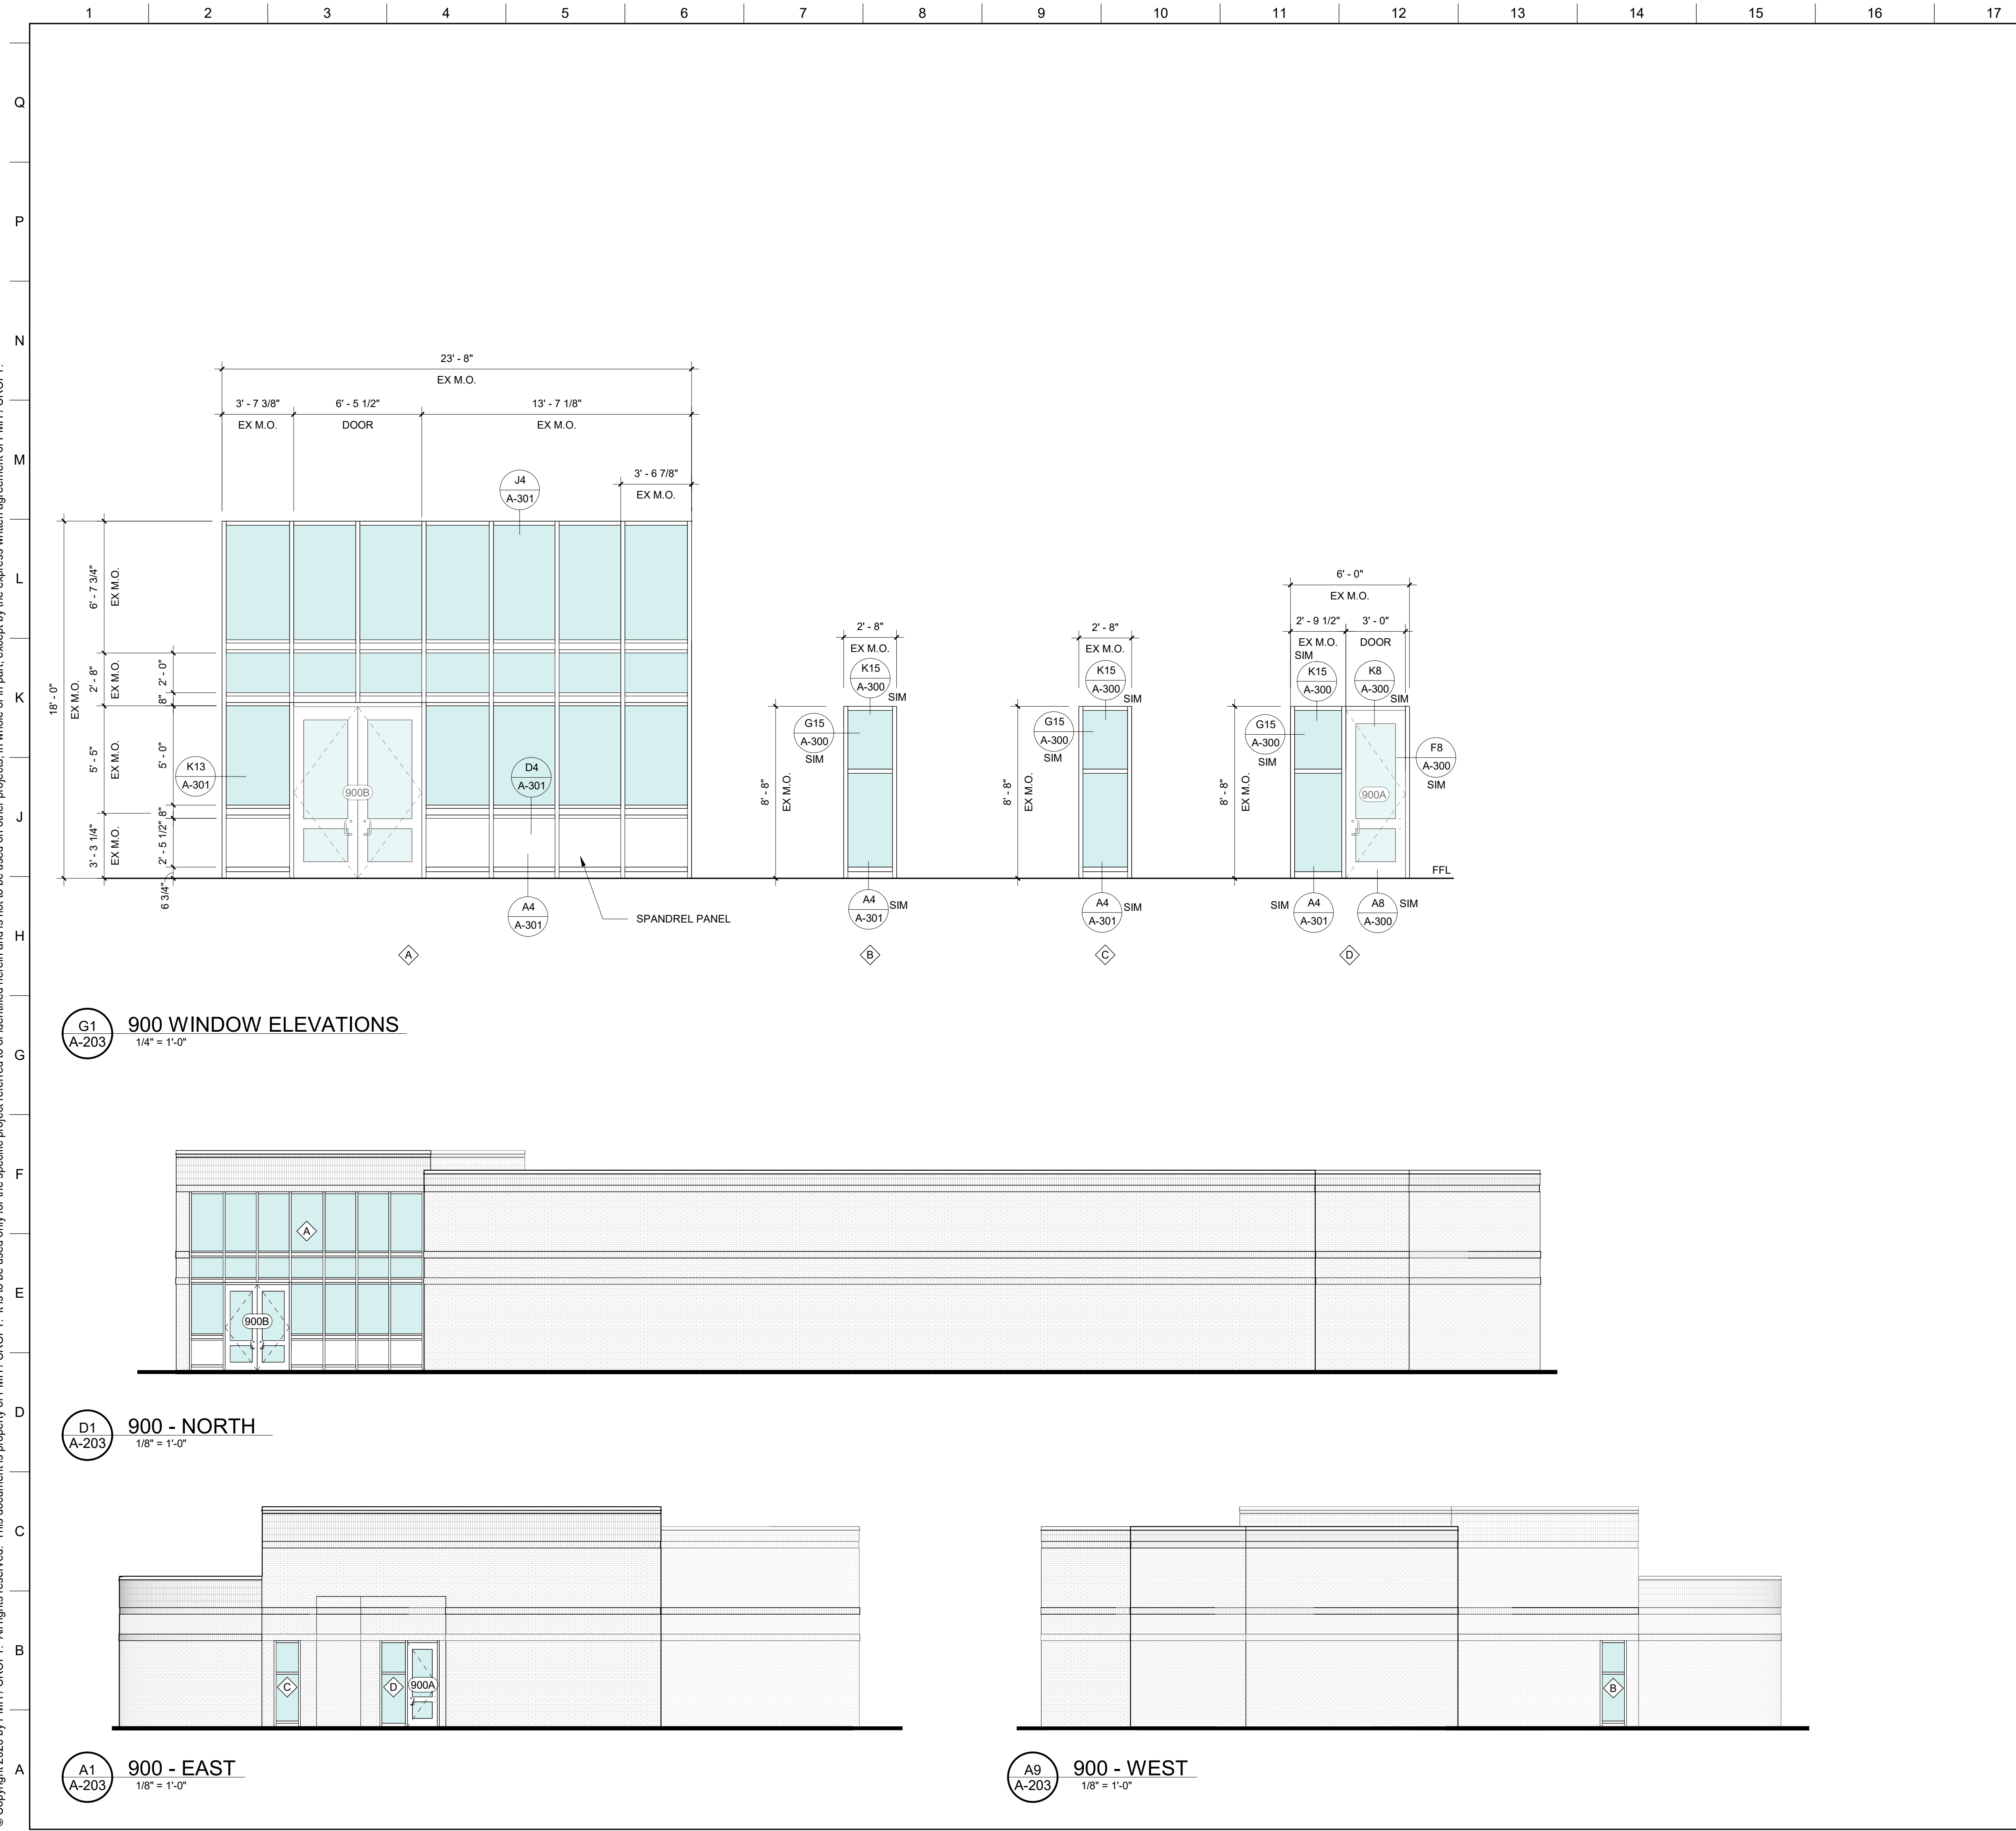 1 2 3 4 5 6 7 8 9 10 11 12 13 14 15 16 17
Q
P
N
M
L
K
J
H
G
F
E
D
C
B
A
23' - 8"
EX M.O.
3' - 7 3/8" 6' - 5 1/2" 13' - 7 1/8"
EX M.O. DOOR EX M.O.
3' - 6 7/8"
EX M.O.
J4
A-301
18' - 0"
EX M.O.
6' - 7 3/4"
EX M.O.
2' - 8"
EX M.O.
5' - 5"
EX M.O.
3' - 3 1/4"
EX M.O.
2' - 0"
8"
5' - 0"
8"
2' - 5 1/2"
6 3/4"
K13
A-301
900B
D4
A-301
A4
A-301
SPANDREL PANEL
A
2' - 8"
EX M.O.
K15
A-300
SIM
G15
A-300
SIM
8' - 8"
EX M.O.
A4
A-301
SIM
B
2' - 8"
EX M.O.
K15
A-300
SIM
G15
A-300
SIM
8' - 8"
EX M.O.
A4
A-301
SIM
C
6' - 0"
EX M.O.
2' - 9 1/2" 3' - 0"
EX M.O. DOOR
SIM
K15
A-300
K8
A-300
SIM
G15
A-300
SIM
F8
A-300
SIM
8' - 8"
EX M.O.
900A
FFL
SIM
A4
A-301
A8
A-300
SIM
D
G1
A-203
900 WINDOW ELEVATIONS
1/4" = 1'-0"
A
900B
D1
A-203
900 - NORTH
1/8" = 1'-0"
C
D
900A
A1
A-203
900 - EAST
1/8" = 1'-0"
B
A9
A-203
900 - WEST
1/8" = 1'-0"